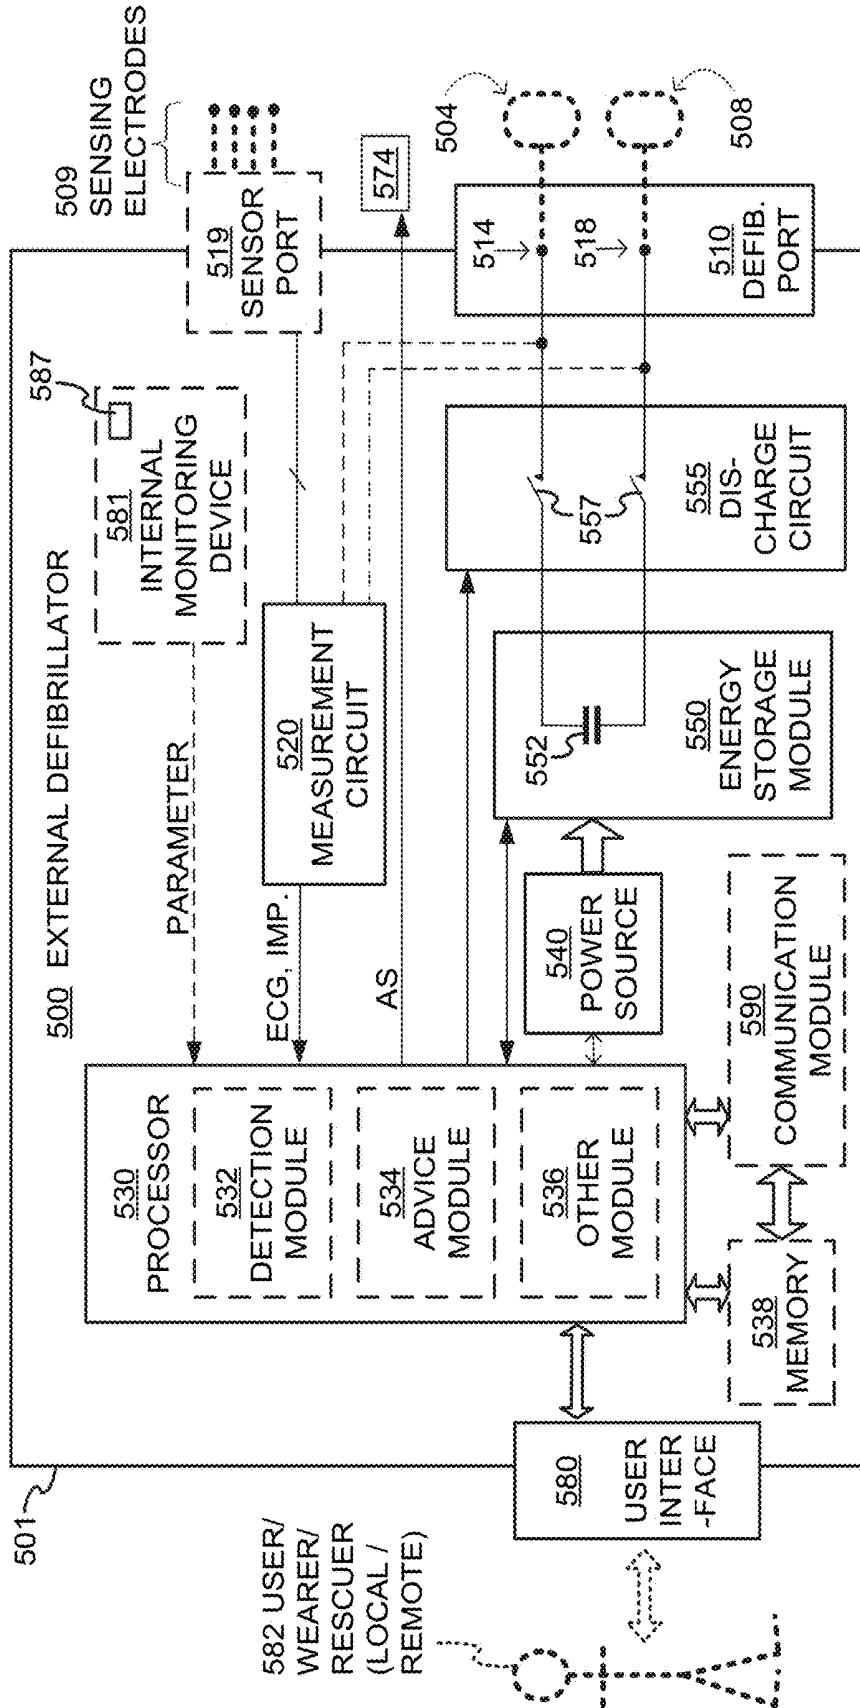 500 EXTERNAL DEFIBRILLATOR
501
582 USER/
WEARER/
RESCUER
(LOCAL /
REMOTE)
580
USER
INTER
-FACE
530
PROCESSOR
532
DETECTION
MODULE
534
ADVICE
MODULE
536
OTHER
MODULE
538
MEMORY
590
COMMUNICATION
MODULE
PARAMETER
ECG, IMP.
AS
581
INTERNAL
MONITORING
DEVICE
587
520
MEASUREMENT
CIRCUIT
540
POWER
SOURCE
552
550
ENERGY
STORAGE
MODULE
557
555
DIS-
CHARGE
CIRCUIT
509
SENSING
ELECTRODES
519
SENSOR
PORT
574
514
518
510
DEFIB.
PORT
504
508